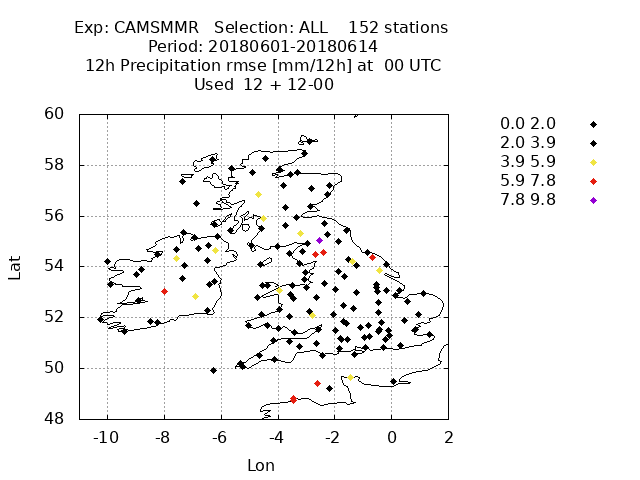 Exp: CAMSMMR   Selection: ALL    152 stations
Period: 20180601-20180614
12h Precipitation rmse [mm/12h] at  00 UTC
Used  12 + 12-00
60
58
56
54
52
50
48
Lat
-10 -8 -6 -4 -2 0 2
Lon
0.0 2.0
2.0 3.9
3.9 5.9
5.9 7.8
7.8 9.8